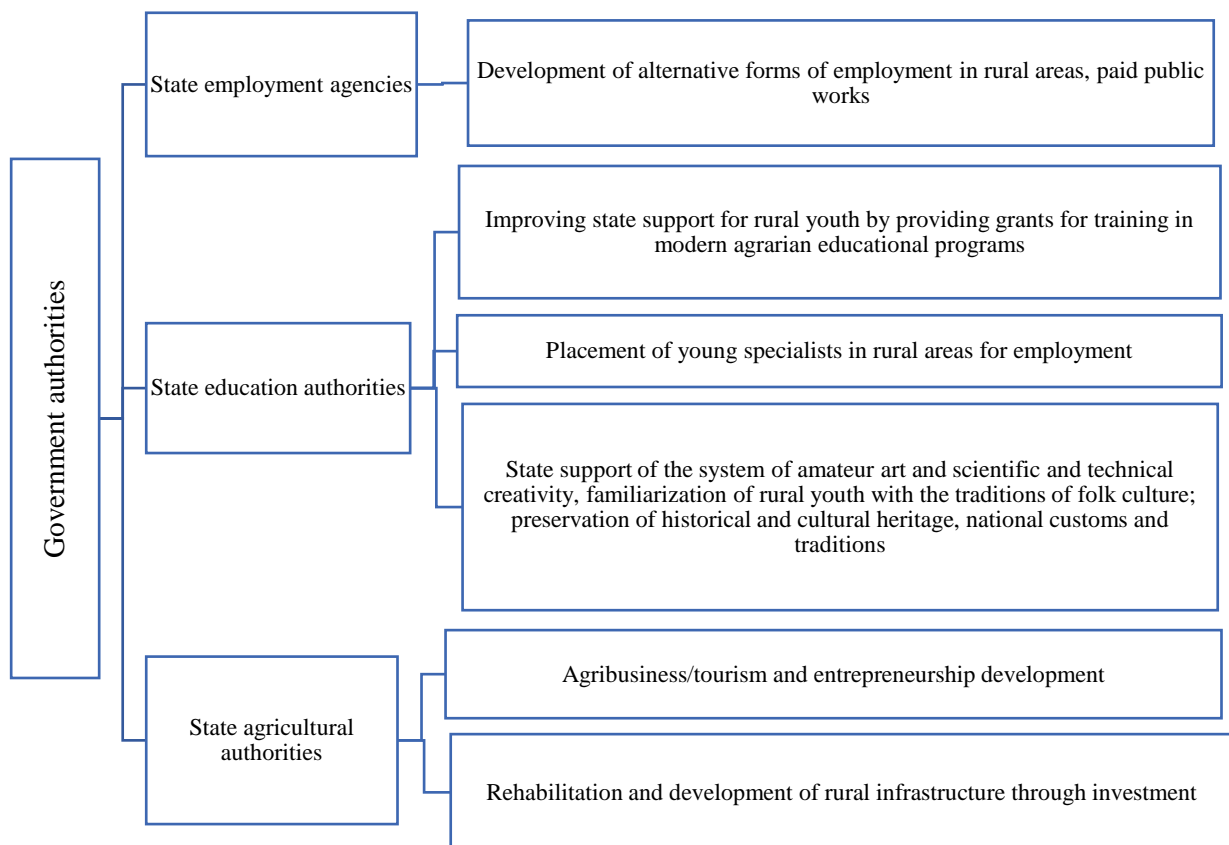 Government authorities
State employment agencies
Development of alternative forms of employment in rural areas, paid public
works
State education authorities
Improving state support for rural youth by providing grants for training in
modern agrarian educational programs
Placement of young specialists in rural areas for employment
State support of the system of amateur art and scientific and technical
creativity, familiarization of rural youth with the traditions of folk culture;
preservation of historical and cultural heritage, national customs and
traditions
State agricultural
authorities
Agribusiness/tourism and entrepreneurship development
Rehabilitation and development of rural infrastructure through investment